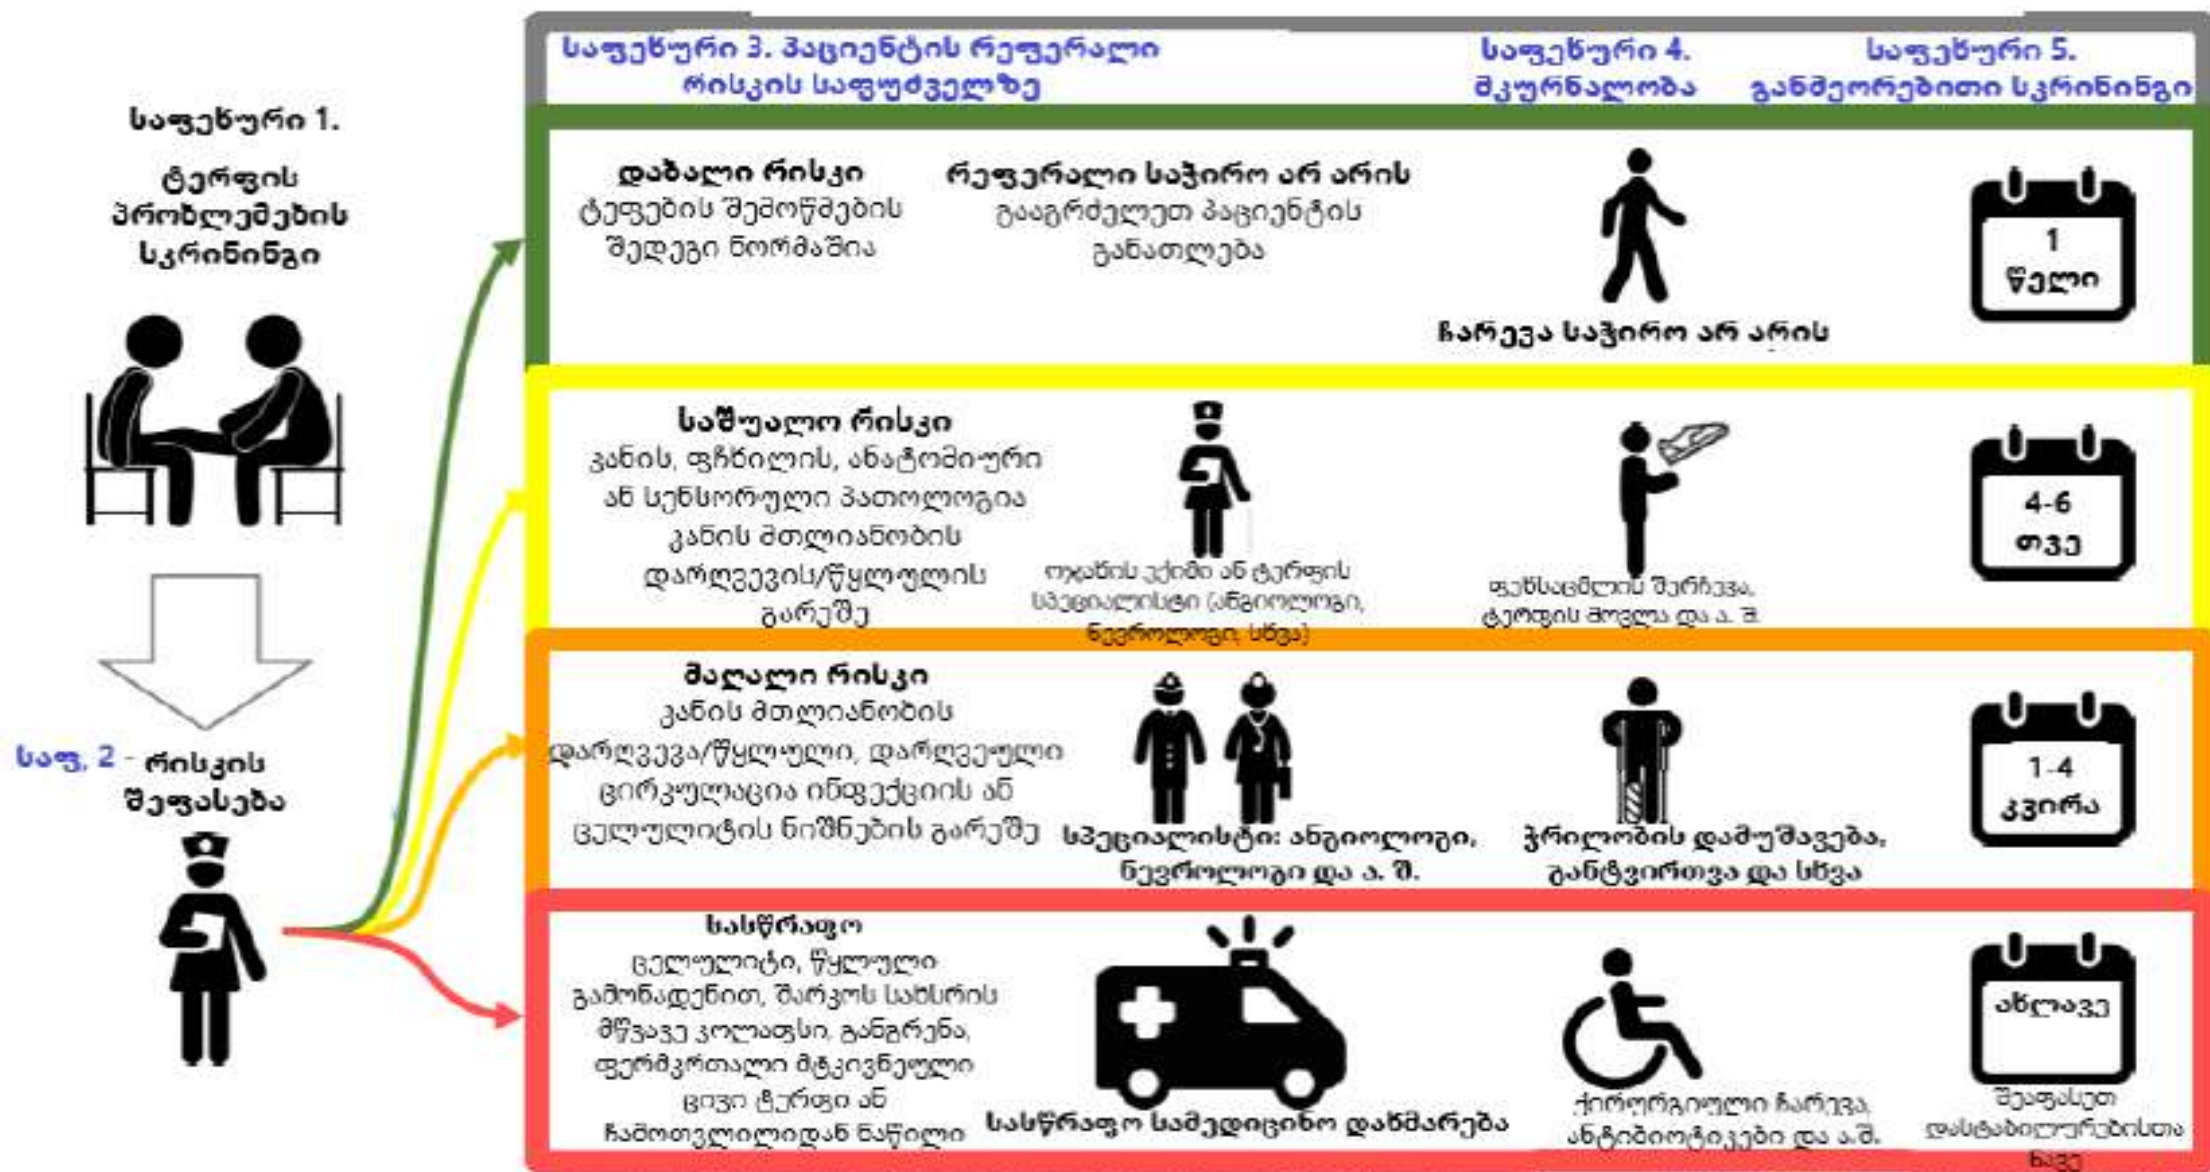 საფეხური 1.
ტერფის
პრობლემების
სკრინინგი
საფ, 2 - რისკის
შეფასება
საფეხური 3. პაციენტის რეფერალი
რისკის საფუძველზე
საფეხური 4.
მკურნალობა
საფეხური 5.
განმეორებითი სკრინინგი
დაბალი რისკი
ტეფების შემოწმების
შედეგი ნორმაშია
რეფერალი საჭირო არ არის
გააგრძელეთ პაციენტის
განათლება
ჩარევა საჭირო არ არის
1
წელი
საშუალო რისკი
კანის, ფჩხილის, ანატომიური
ან სენსორული პათოლოგია
კანის მთლიანობის
დარღვევის/წყლულის
გარეშე
ოჯახის ექიმი ან ტერფის
სპეციალისტი (ანგიოლოგი,
ნევროლოგი, სხვა)
ფეხსაცმლის შერჩევა,
ტერფის მოვლა და ა. შ.
4-6
თვე
მაღალი რისკი
კანის მთლიანობის
დარღვევა/წყლული, დარღვეული
ცირკულაცია ინფექციის ან
ცელულიტის ნიშნების გარეშე
სპეციალისტი: ანგიოლოგი,
ნევროლოგი და ა. შ.
ჭრილობის დამუშავება,
განტვირთვა და სხვა
1-4
კვირა
სასწრაფო
ცელულიტი, წყლული
გამონადენით, შარკოს სახსრის
მწვავე კოლაფსი, განგრენა,
ფერმკრთალი მტკივნეული
ცივი ტერფი ან
ჩამოთვლილიდან ნაწილი
სასწრაფო სამედიცინო დახმარება
ქირურგიული ჩარევა,
ანტიბიოტიკები და ა.შ.
ახლავე
შეაფასეთ
დასტაბილურებისთა
ნავე